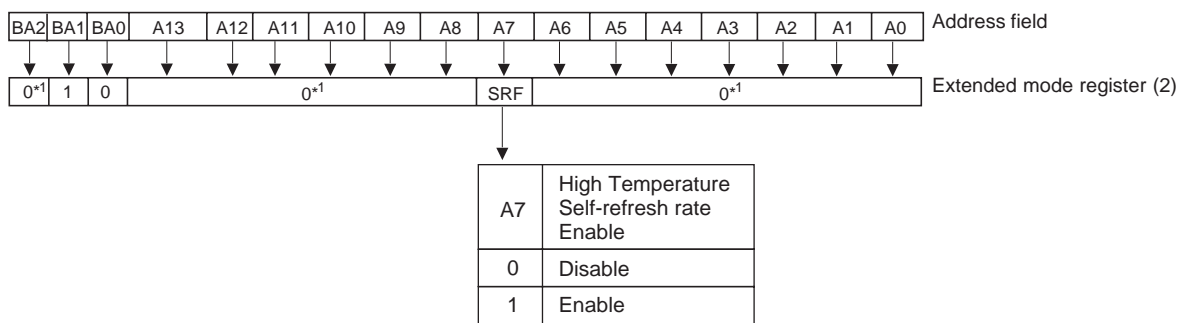 BA2 BA1 BA0 A13 A12 A11 A10 A9 A8 A7 A6 A5 A4 A3 A2 A1 A0 Address field
0*1 1 0 0*1 SRF 0*1 Extended mode register (2)
A7 High Temperature
Self-refresh rate
Enable
0 Disable
1 Enable